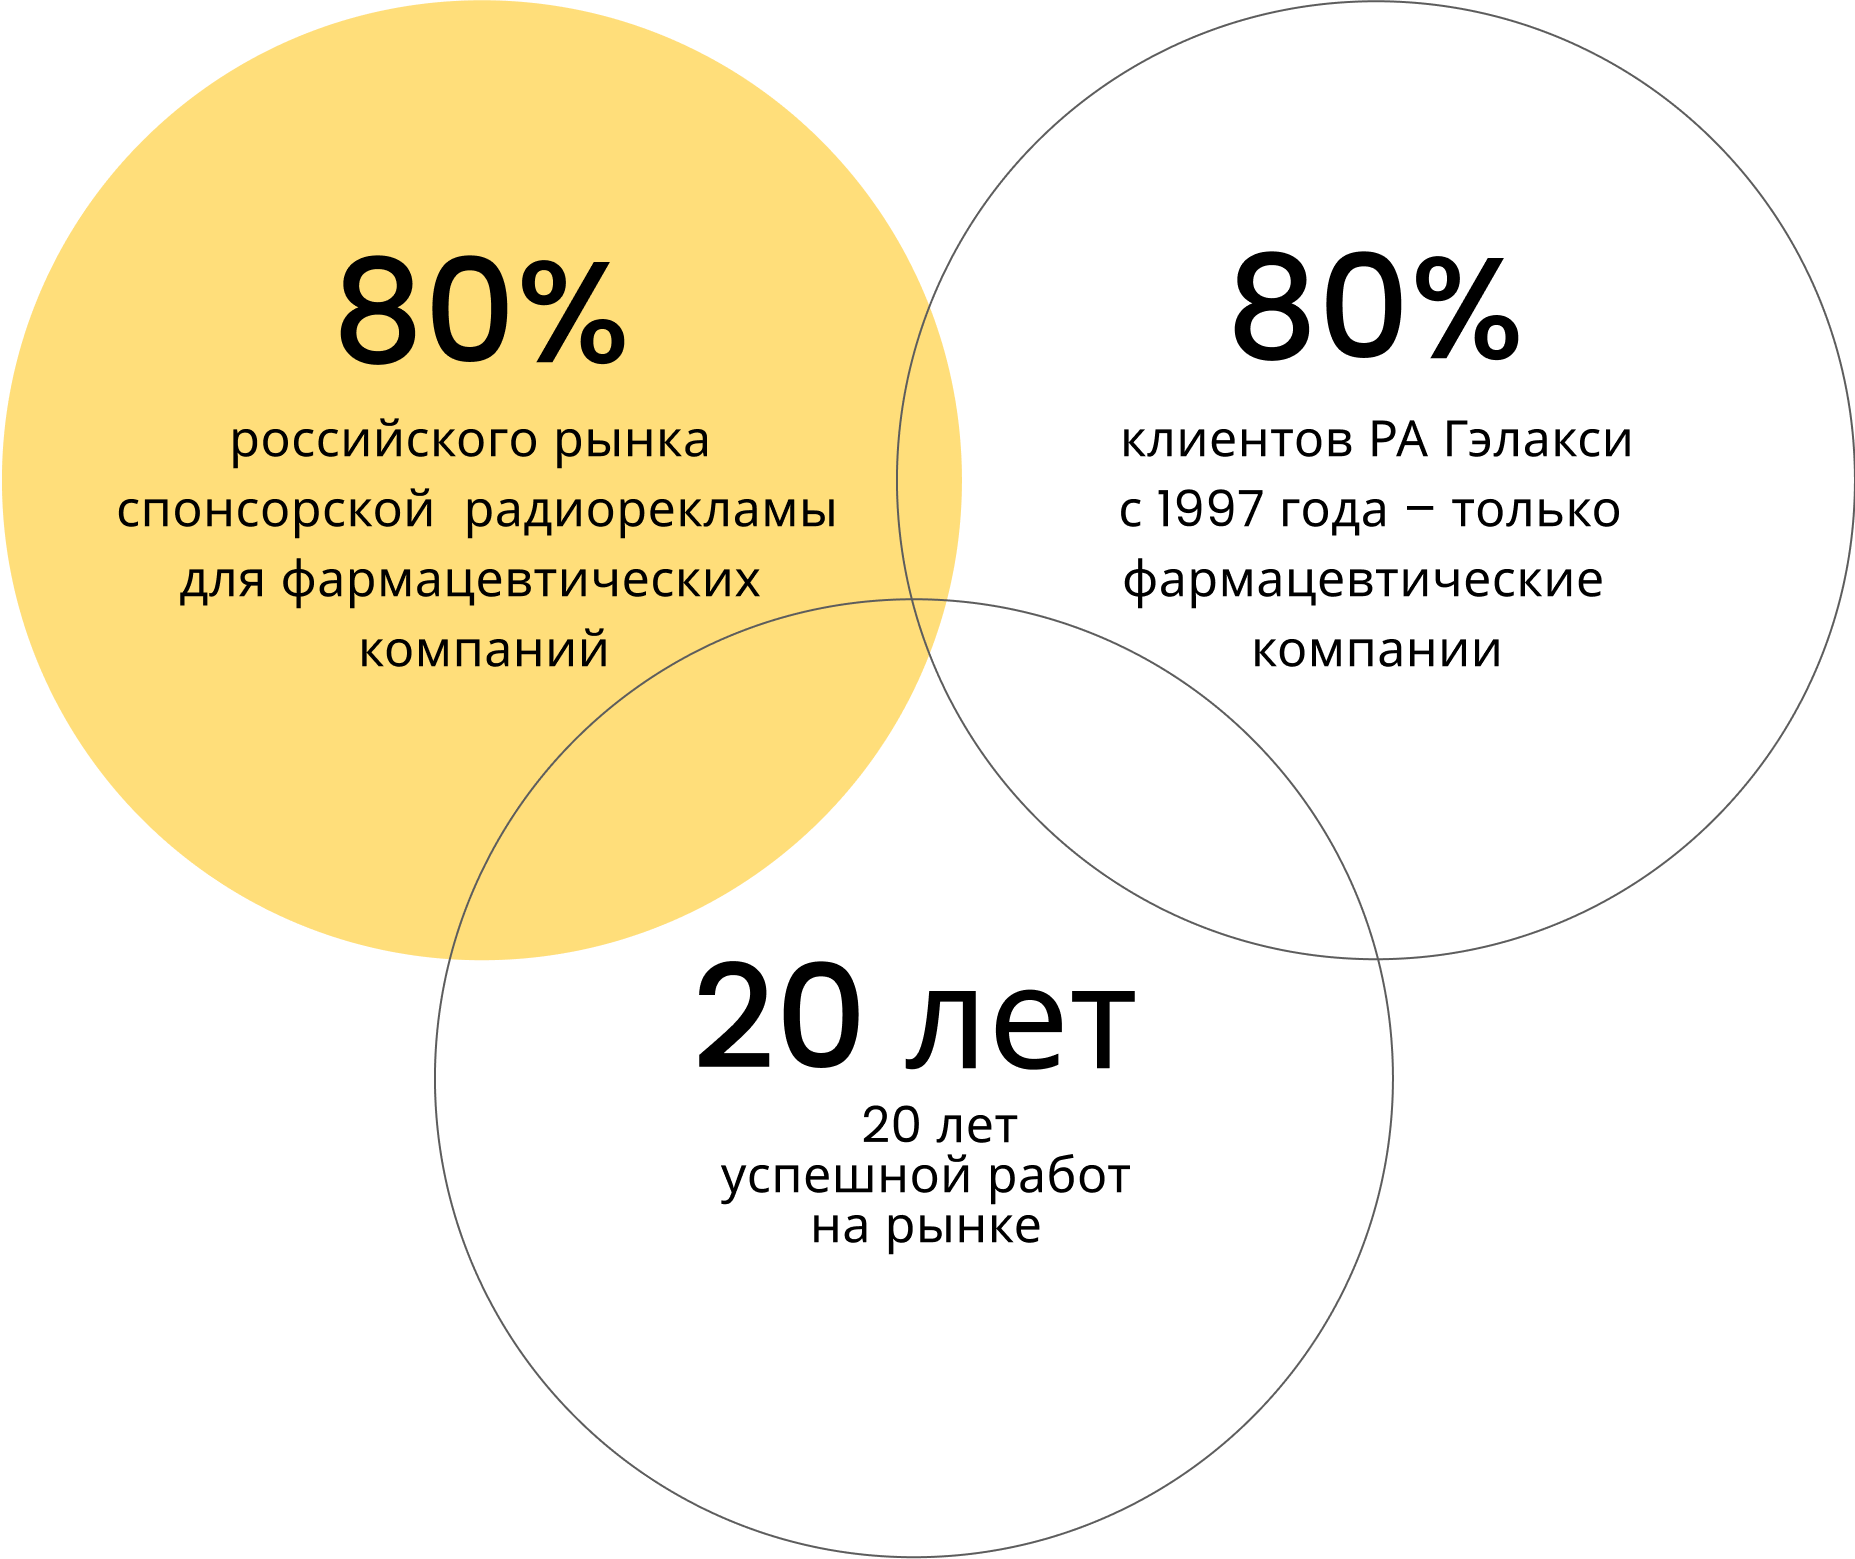 80%
российского рынка
спонсорской  радиорекламы
для фармацевтических
компаний
80%
клиентов РА Гэлакси
с 1997 года – только
фармацевтические
компании
20 лет
20 лет
успешной работ
на рынке